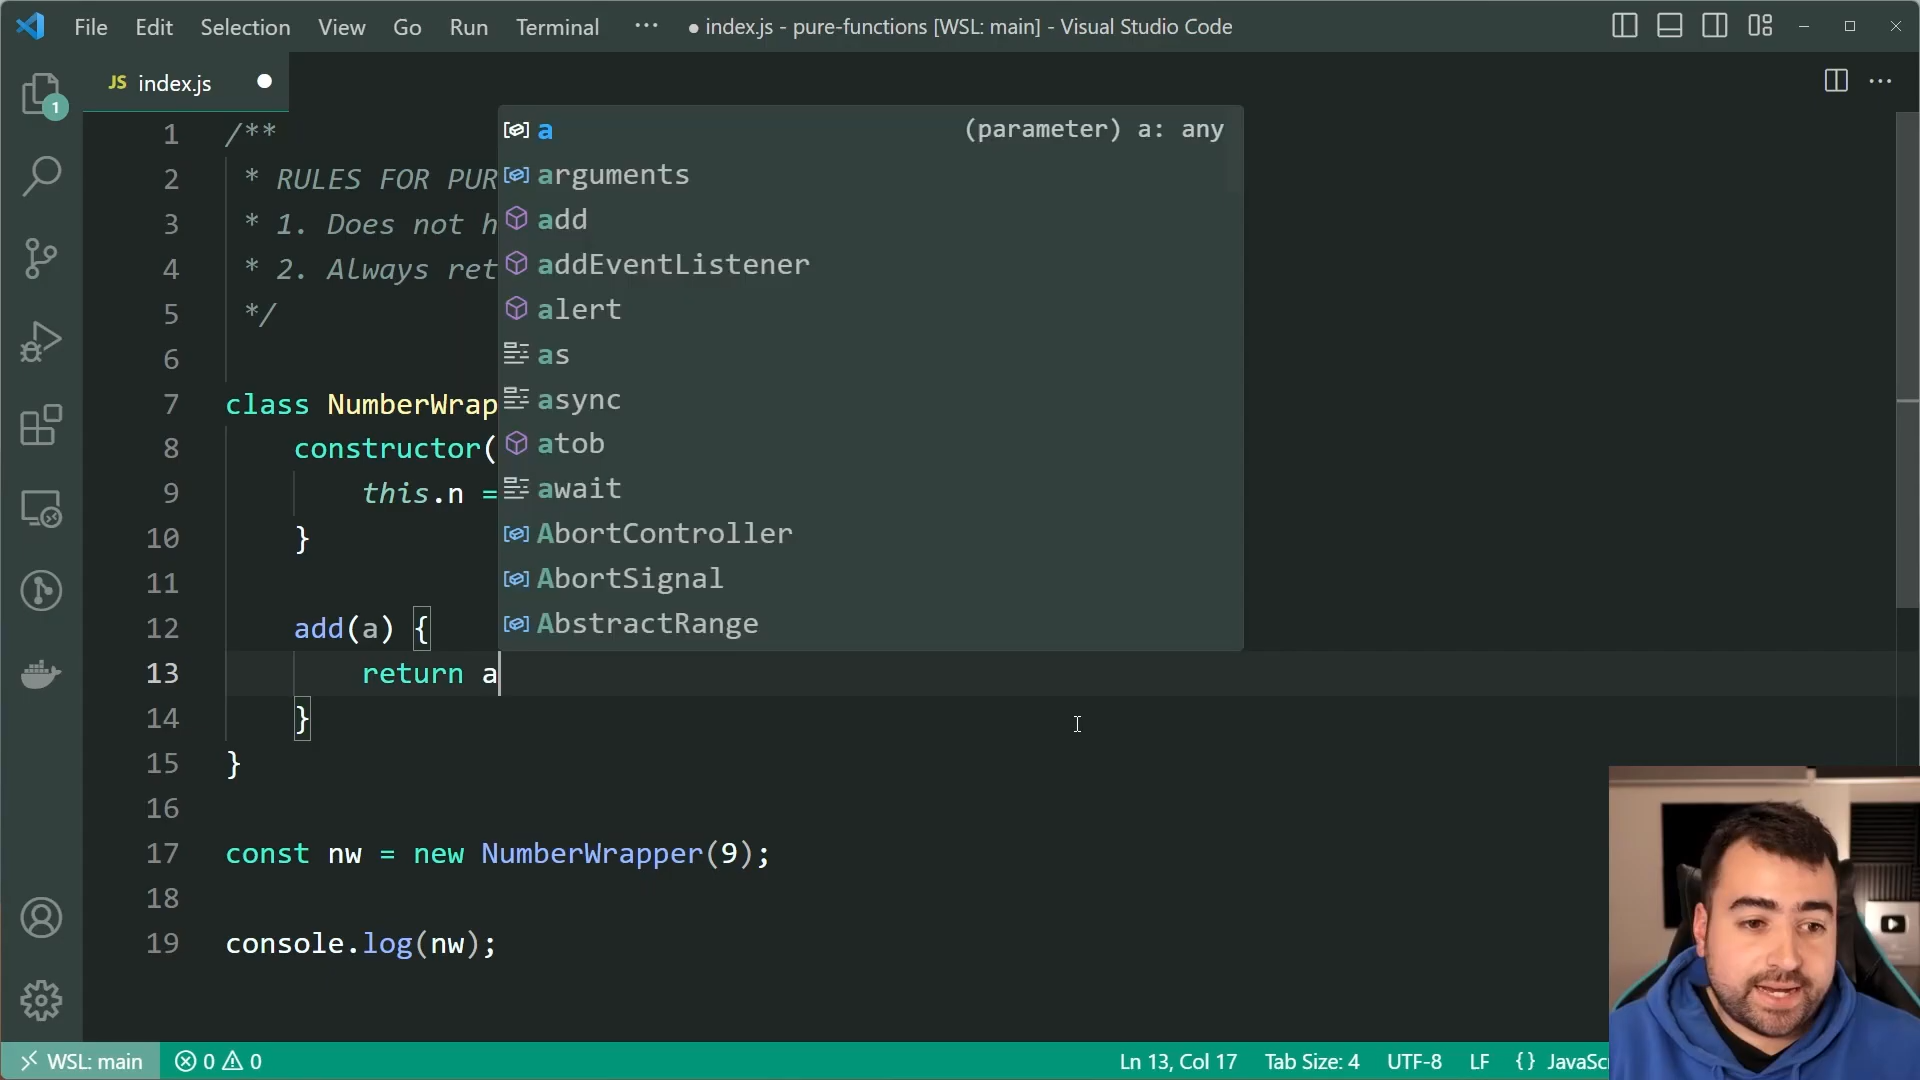 File Edit Selection View Go Run Terminal ··· ● index.js - pure-functions [WSL: main] - Visual Studio Code
JS index.js
1
1 /**
2 * RULES FOR PUR
3 * 1. Does not h
4 * 2. Always ret
5 */
6
7 class NumberWrap
8 constructor(
9 this.n =
10 }
11
12 add(a) {
13 return a
14 }
15 }
16
17 const nw = new NumberWrapper(9);
18
19 console.log(nw);
a (parameter) a: any
arguments
add
addEventListener
alert
as
async
atob
await
AbortController
AbortSignal
AbstractRange
WSL: main 0 0 Ln 13, Col 17 Tab Size: 4 UTF-8 LF {} JavaSc